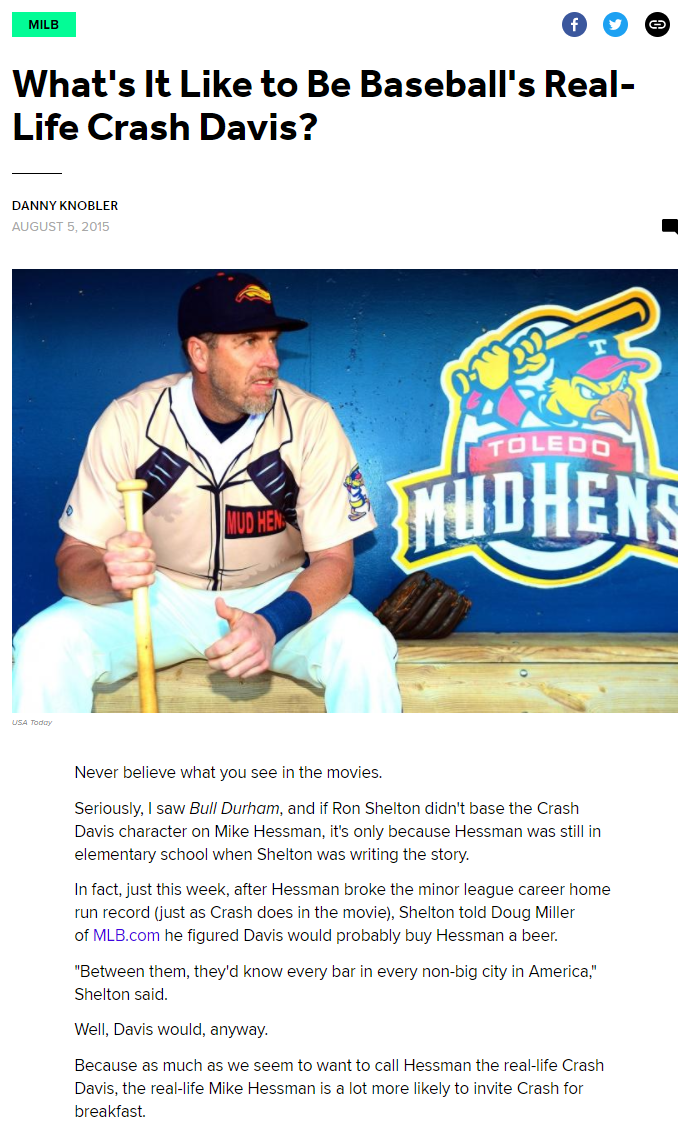 MILB
What's It Like to Be Baseball's Real-
Life Crash Davis?
DANNY KNOBLER
AUGUST 5, 2015
T
TOLEDO
MUDHENS
MUD HENS
USA Today
Never believe what you see in the movies.
Seriously, I saw Bull Durham, and if Ron Shelton didn't base the Crash
Davis character on Mike Hessman, it's only because Hessman was still in
elementary school when Shelton was writing the story.
In fact, just this week, after Hessman broke the minor league career home
run record (just as Crash does in the movie), Shelton told Doug Miller
of MLB.com he figured Davis would probably buy Hessman a beer.
"Between them, they'd know every bar in every non-big city in America,"
Shelton said.
Well, Davis would, anyway.
Because as much as we seem to want to call Hessman the real-life Crash
Davis, the real-life Mike Hessman is a lot more likely to invite Crash for
breakfast.